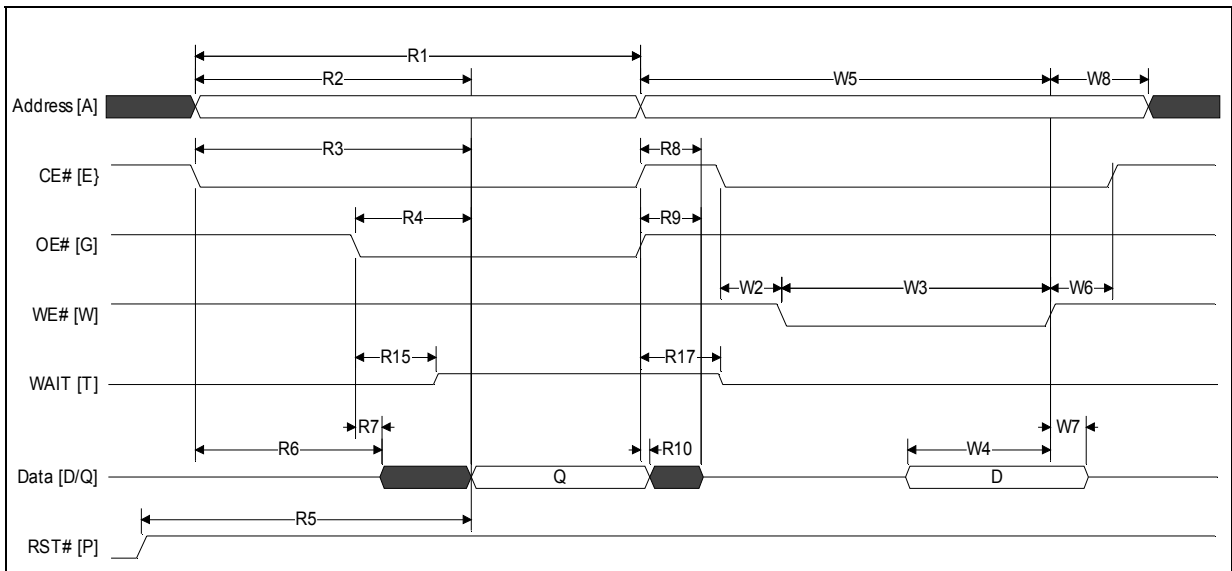 R1
R2
W5
W8
Address [A]
R3
R8
CE# [E}
R4
R9
OE# [G]
W2
W3
W6
WE# [W]
R15
R17
WAIT [T]
R7
W7
R6
R10
W4
Data [D/Q]
Q
D
R5
RST# [P]